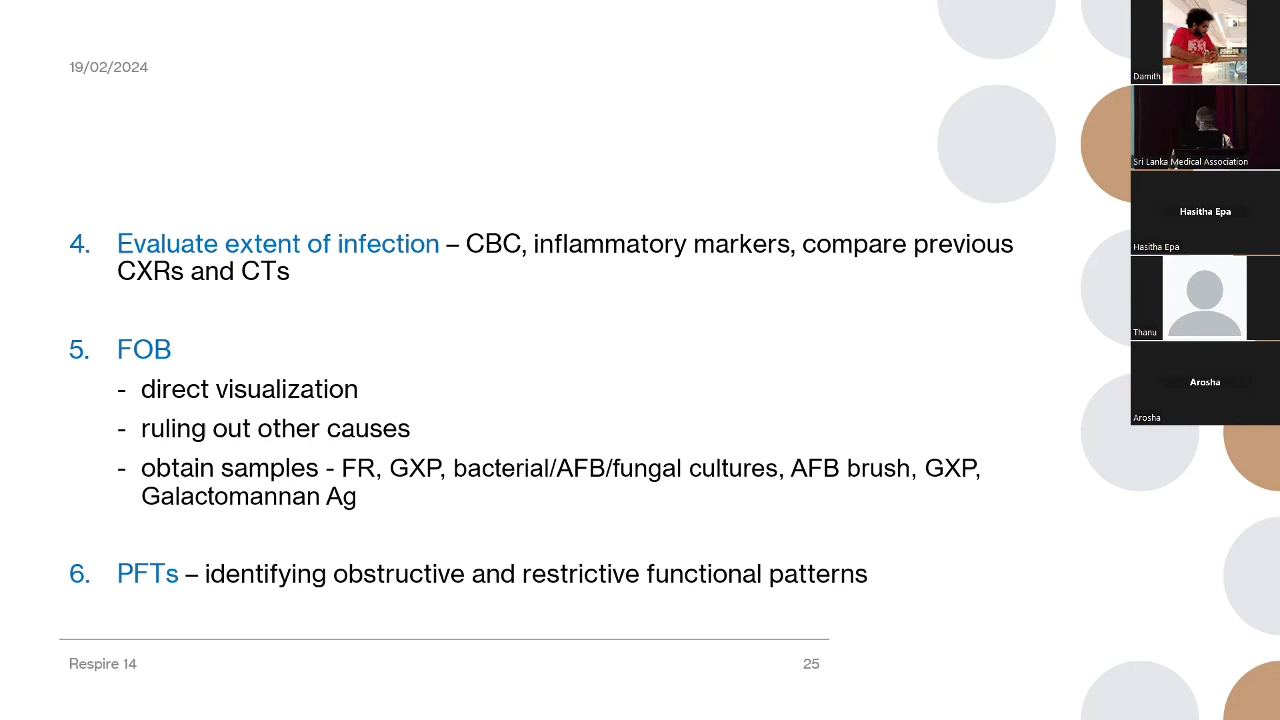 19/02/2024
4. Evaluate extent of infection – CBC, inflammatory markers, compare previous
CXRs and CTs
5. FOB
- direct visualization
- ruling out other causes
- obtain samples - FR, GXP, bacterial/AFB/fungal cultures, AFB brush, GXP,
Galactomannan Ag
6. PFTs – identifying obstructive and restrictive functional patterns
Respire 14
25
Damith
Sri Lanka Medical Association
Hasitha Epa
Hasitha Epa
Thanu
Arosha
Arosha